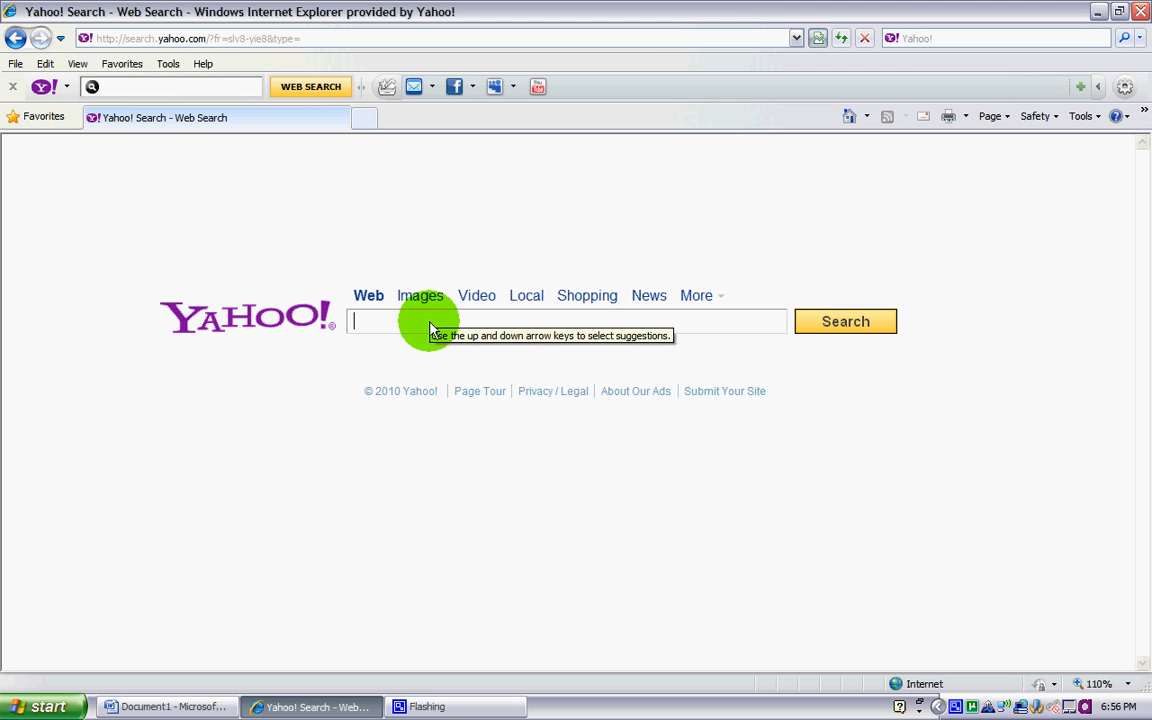 Yahoo! Search - Web Search - Windows Internet Explorer provided by Yahoo!
http://search.yahoo.com/?fr=slv8-yie8&type= Yahoo!
File Edit View Favorites Tools Help
Y! WEB SEARCH
Favorites Yahoo! Search - Web Search Page Safety Tools
Web Images Video Local Shopping News More
YAHOO!® Search
the up and down arrow keys to select suggestions.
© 2010 Yahoo! Page Tour Privacy / Legal About Our Ads Submit Your Site
Internet 110%
start Document1 - Microsof... Yahoo! Search - Web... Flashing 6:56 PM